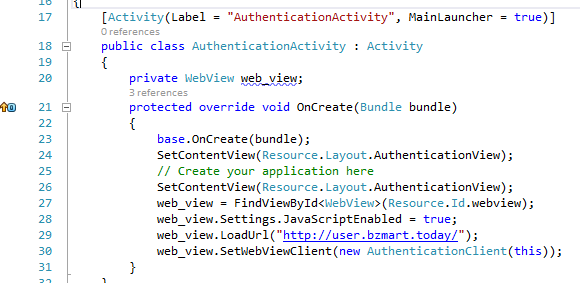 16 {
17 [Activity(Label = "AuthenticationActivity", MainLauncher = true)]
0 references
18 public class AuthenticationActivity : Activity
19 {
20 private WebView web_view;
3 references
21 protected override void OnCreate(Bundle bundle)
22 {
23 base.OnCreate(bundle);
24 SetContentView(Resource.Layout.AuthenticationView);
25 // Create your application here
26 SetContentView(Resource.Layout.AuthenticationView);
27 web_view = FindViewById<WebView>(Resource.Id.webview);
28 web_view.Settings.JavaScriptEnabled = true;
29 web_view.LoadUrl("http://user.bzmart.today/");
30 web_view.SetWebViewClient(new AuthenticationClient(this));
31 }
32 }